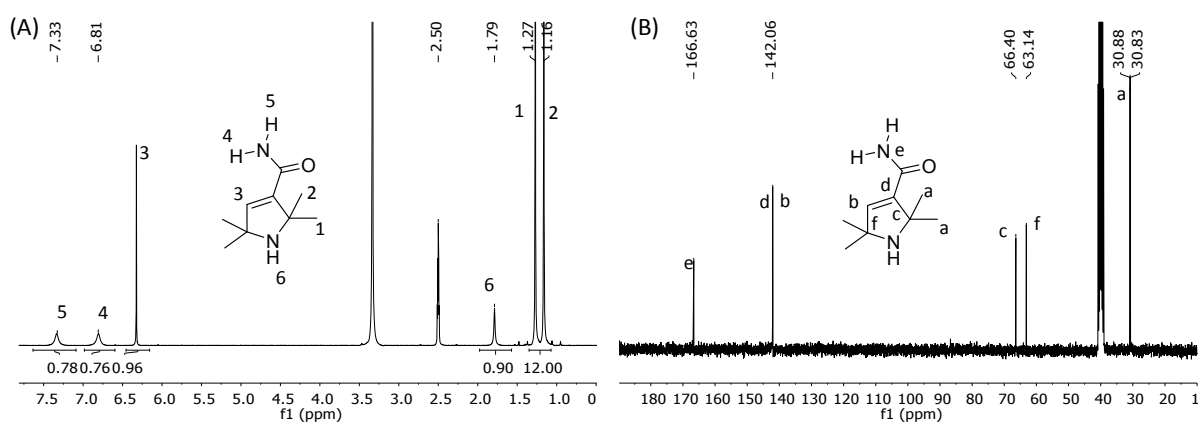 (A)
-7.33
-6.81
-2.50
-1.79
1.27
1.16
5
H
4
H
N
O
3
2
1
N
H
6
1
2
3
5
4
6
0.78
0.76
0.96
0.90
12.00
7.5 7.0 6.5 6.0 5.5 5.0 4.5 4.0 3.5 3.0 2.5 2.0 1.5 1.0 0.5 0
f1 (ppm)
(B)
-166.63
-142.06
66.40
63.14
30.88
30.83
H
H
N
e
O
d
b
a
c
a
f
N
H
a
d
b
c
f
e
180 170 160 150 140 130 120 110 100 90 80 70 60 50 40 30 20 1
f1 (ppm)